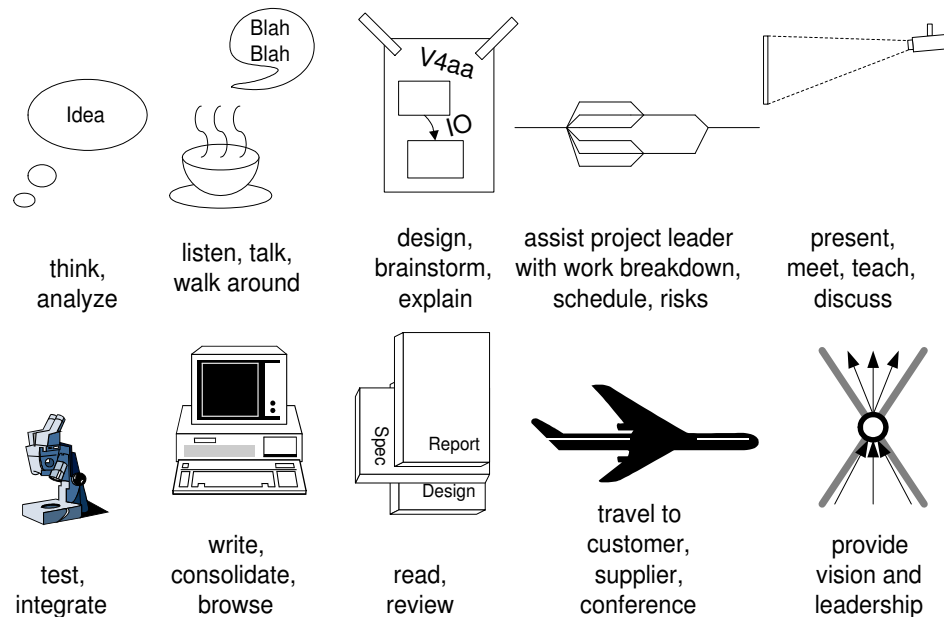 Blah
Blah
Idea
V4aa
IO
think,
analyze
listen, talk,
walk around
design,
brainstorm,
explain
assist project leader
with work breakdown,
schedule, risks
present,
meet, teach,
discuss
Spec
Report
Design
test,
integrate
write,
consolidate,
browse
read,
review
travel to
customer,
supplier,
conference
provide
vision and
leadership